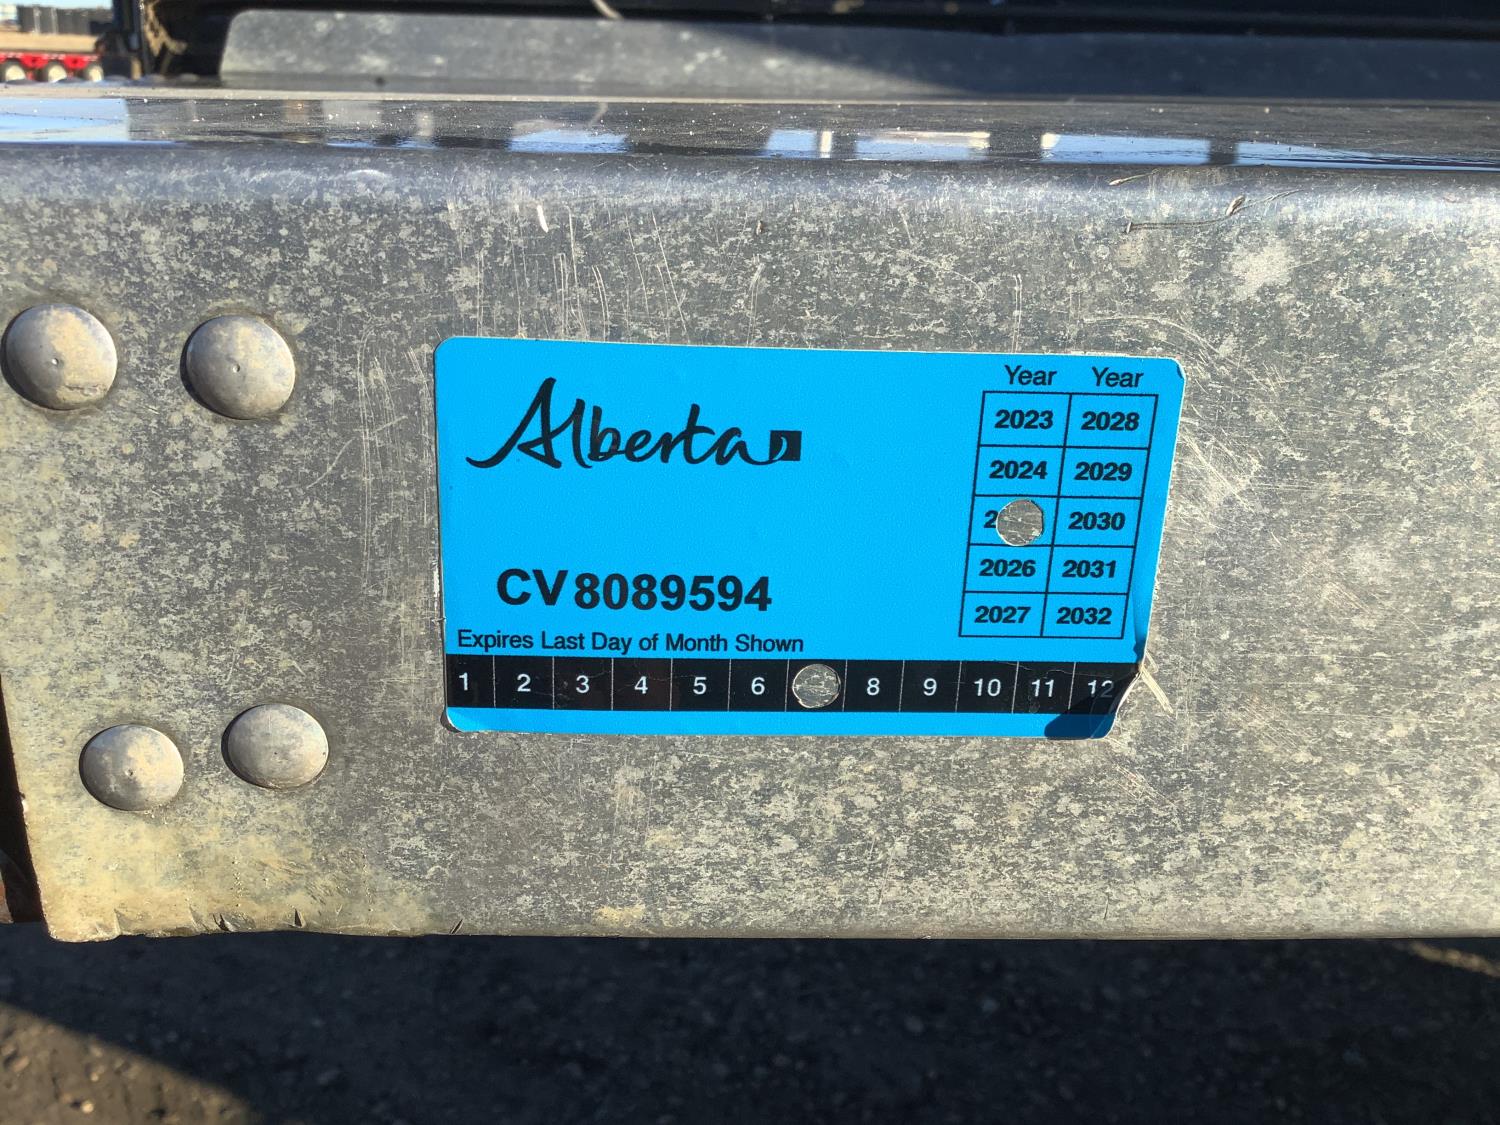 Alberta
Year Year
2023 2028
2024 2029
2 2030
2026 2031
2027 2032
CV8089594
Expires Last Day of Month Shown
1 2 3 4 5 6 8 9 10 11 12